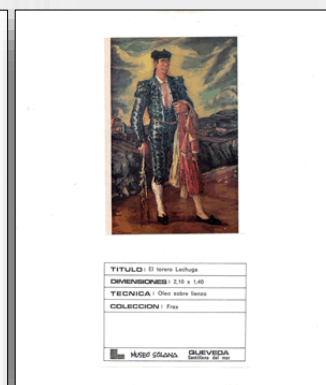 TITULO: El torero Lechuga
DIMENSIONES: 2,10 x 1,40
TECNICA: Oleo sobre lienzo
COLECCION: Frax
MUSEO SOLANA QUEVEDA
Santillana del mar